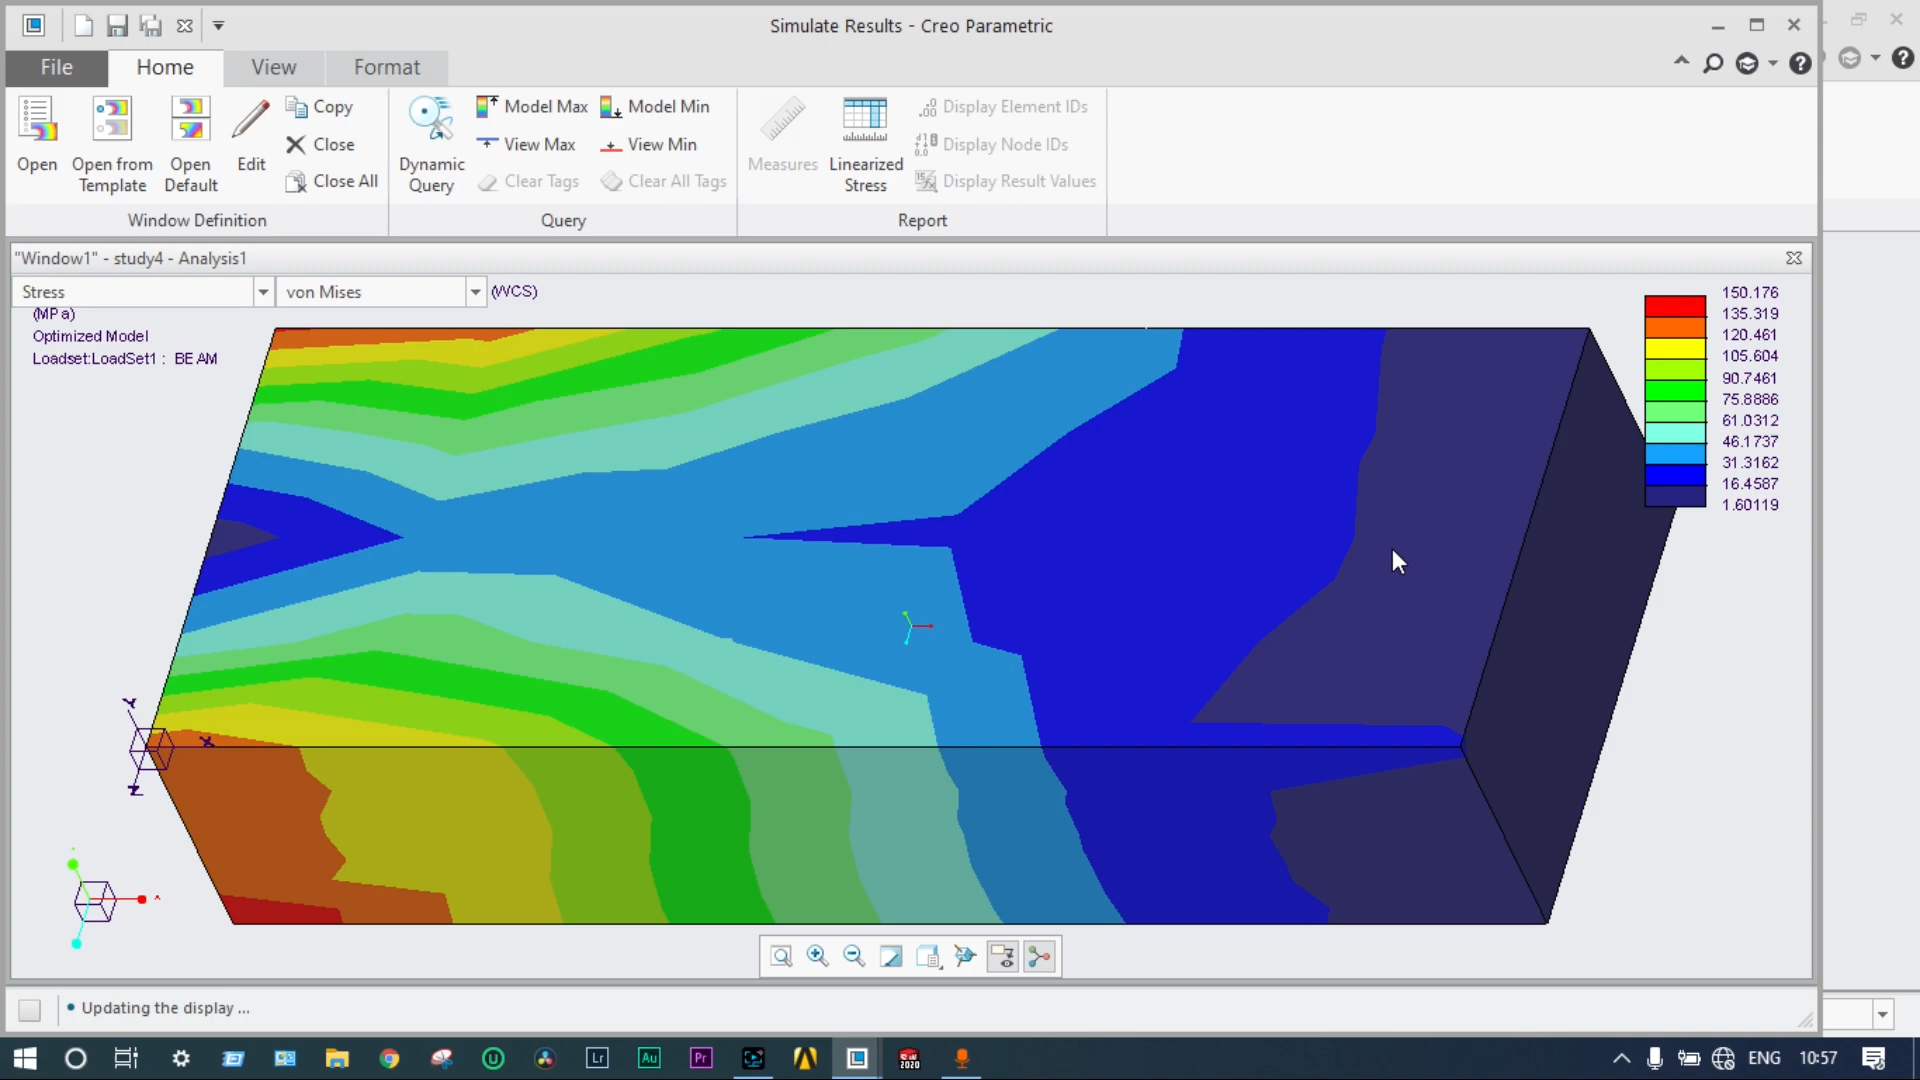 Simulate Results - Creo Parametric
File Home View Format
Open
Open from Template
Open Default
Edit
Copy
Close
Close All
Window Definition
Dynamic Query
Model Max
View Max
Clear Tags
Model Min
View Min
Clear All Tags
Query
Measures
Linearized Stress
Display Element IDs
Display Node IDs
Display Result Values
Report
"Window1" - study4 - Analysis1
Stress von Mises (WCS)
(MPa)
Optimized Model
Loadset:LoadSet1 : BEAM
150.176
135.319
120.461
105.604
90.7461
75.8886
61.0312
46.1737
31.3162
16.4587
1.60119
Y
X
Z
• Updating the display ...
Lr Au Pr 2020 ENG 10:57